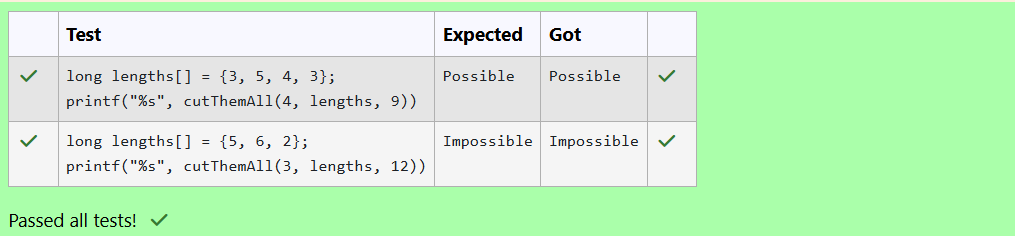 Test Expected Got
long lengths[] = {3, 5, 4, 3}; Possible Possible
printf("%s", cutThemAll(4, lengths, 9))
long lengths[] = {5, 6, 2}; Impossible Impossible
printf("%s", cutThemAll(3, lengths, 12))
Passed all tests!